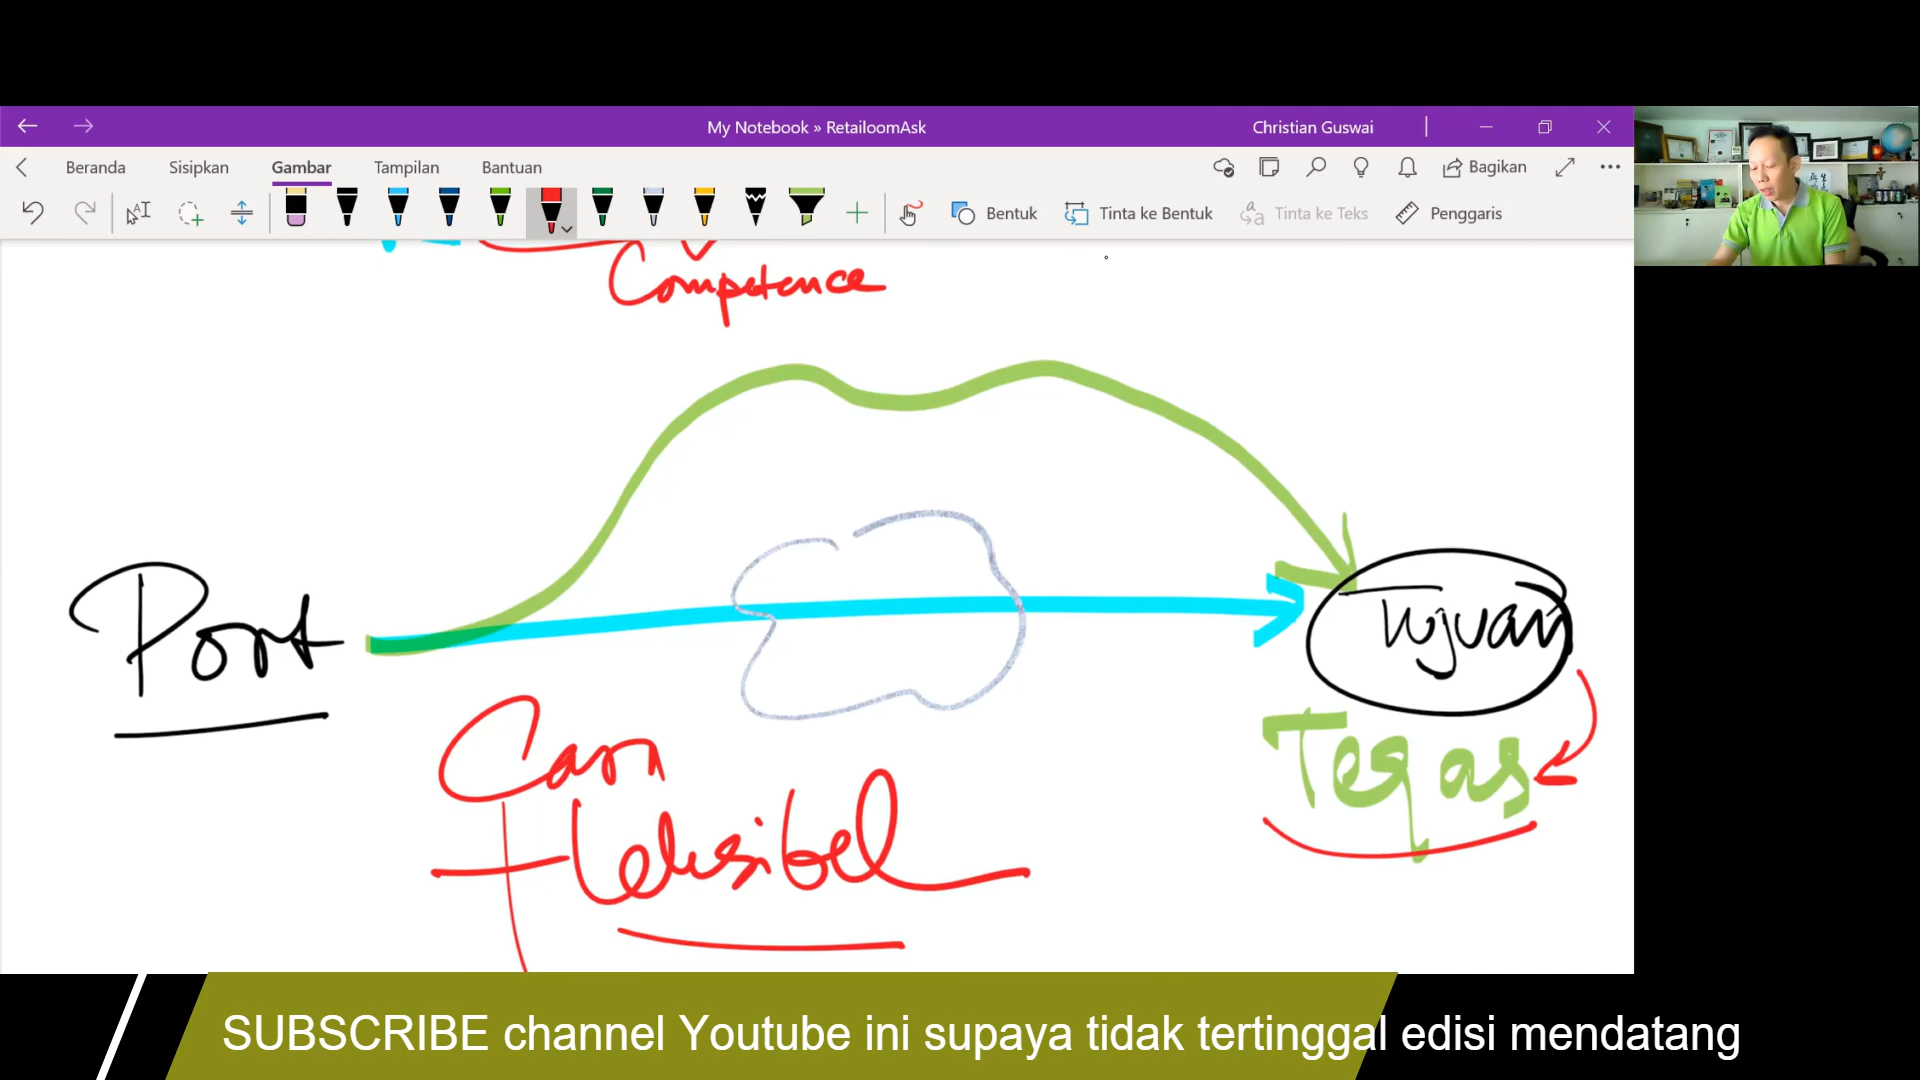 My Notebook » RetailoomAsk
Christian Guswai
Beranda Sisipkan Gambar Tampilan Bantuan
Bagikan
Bentuk Tinta ke Bentuk Tinta ke Teks Penggaris
Competence
Port
Tujuan
Tegas
Cara
fleksibel
SUBSCRIBE channel Youtube ini supaya tidak tertinggal edisi mendatang